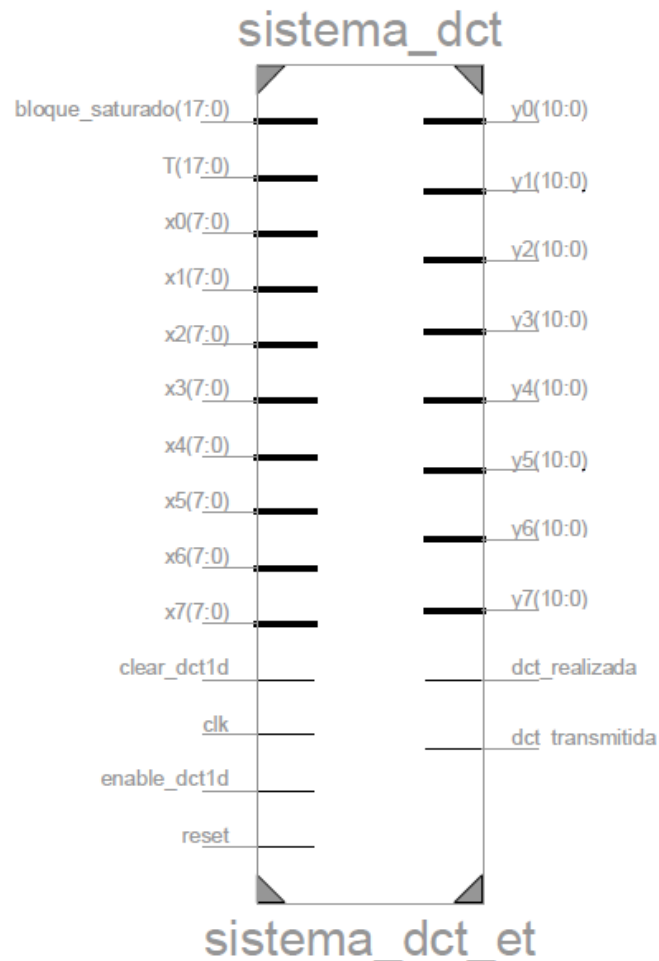 sistema_dct
bloque_saturado(17:0)
T(17:0)
x0(7:0)
x1(7:0)
x2(7:0)
x3(7:0)
x4(7:0)
x5(7:0)
x6(7:0)
x7(7:0)
clear_dct1d
clk
enable_dct1d
reset
y0(10:0)
y1(10:0)
y2(10:0)
y3(10:0)
y4(10:0)
y5(10:0)
y6(10:0)
y7(10:0)
dct_realizada
dct_transmitida
sistema_dct_et